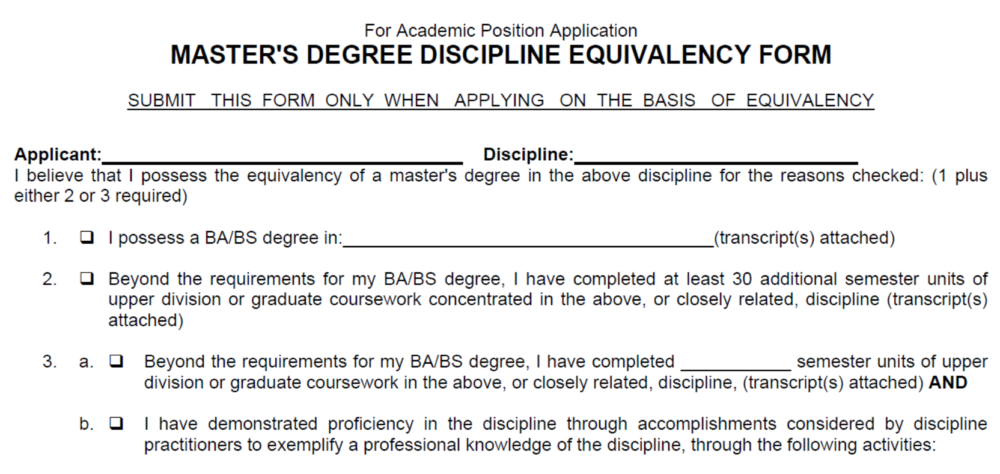 For Academic Position Application
MASTER'S DEGREE DISCIPLINE EQUIVALENCY FORM
SUBMIT THIS FORM ONLY WHEN APPLYING ON THE BASIS OF EQUIVALENCY
Applicant:____________________ Discipline:____________________
I believe that I possess the equivalency of a master's degree in the above discipline for the reasons checked: (1 plus
either 2 or 3 required)
1. ❑ I possess a BA/BS degree in:____________________(transcript(s) attached)
2. ❑ Beyond the requirements for my BA/BS degree, I have completed at least 30 additional semester units of
upper division or graduate coursework concentrated in the above, or closely related, discipline (transcript(s)
attached)
3. a. ❑ Beyond the requirements for my BA/BS degree, I have completed ____________ semester units of upper
division or graduate coursework in the above, or closely related, discipline, (transcript(s) attached) AND
b. ❑ I have demonstrated proficiency in the discipline through accomplishments considered by discipline
practitioners to exemplify a professional knowledge of the discipline, through the following activities: